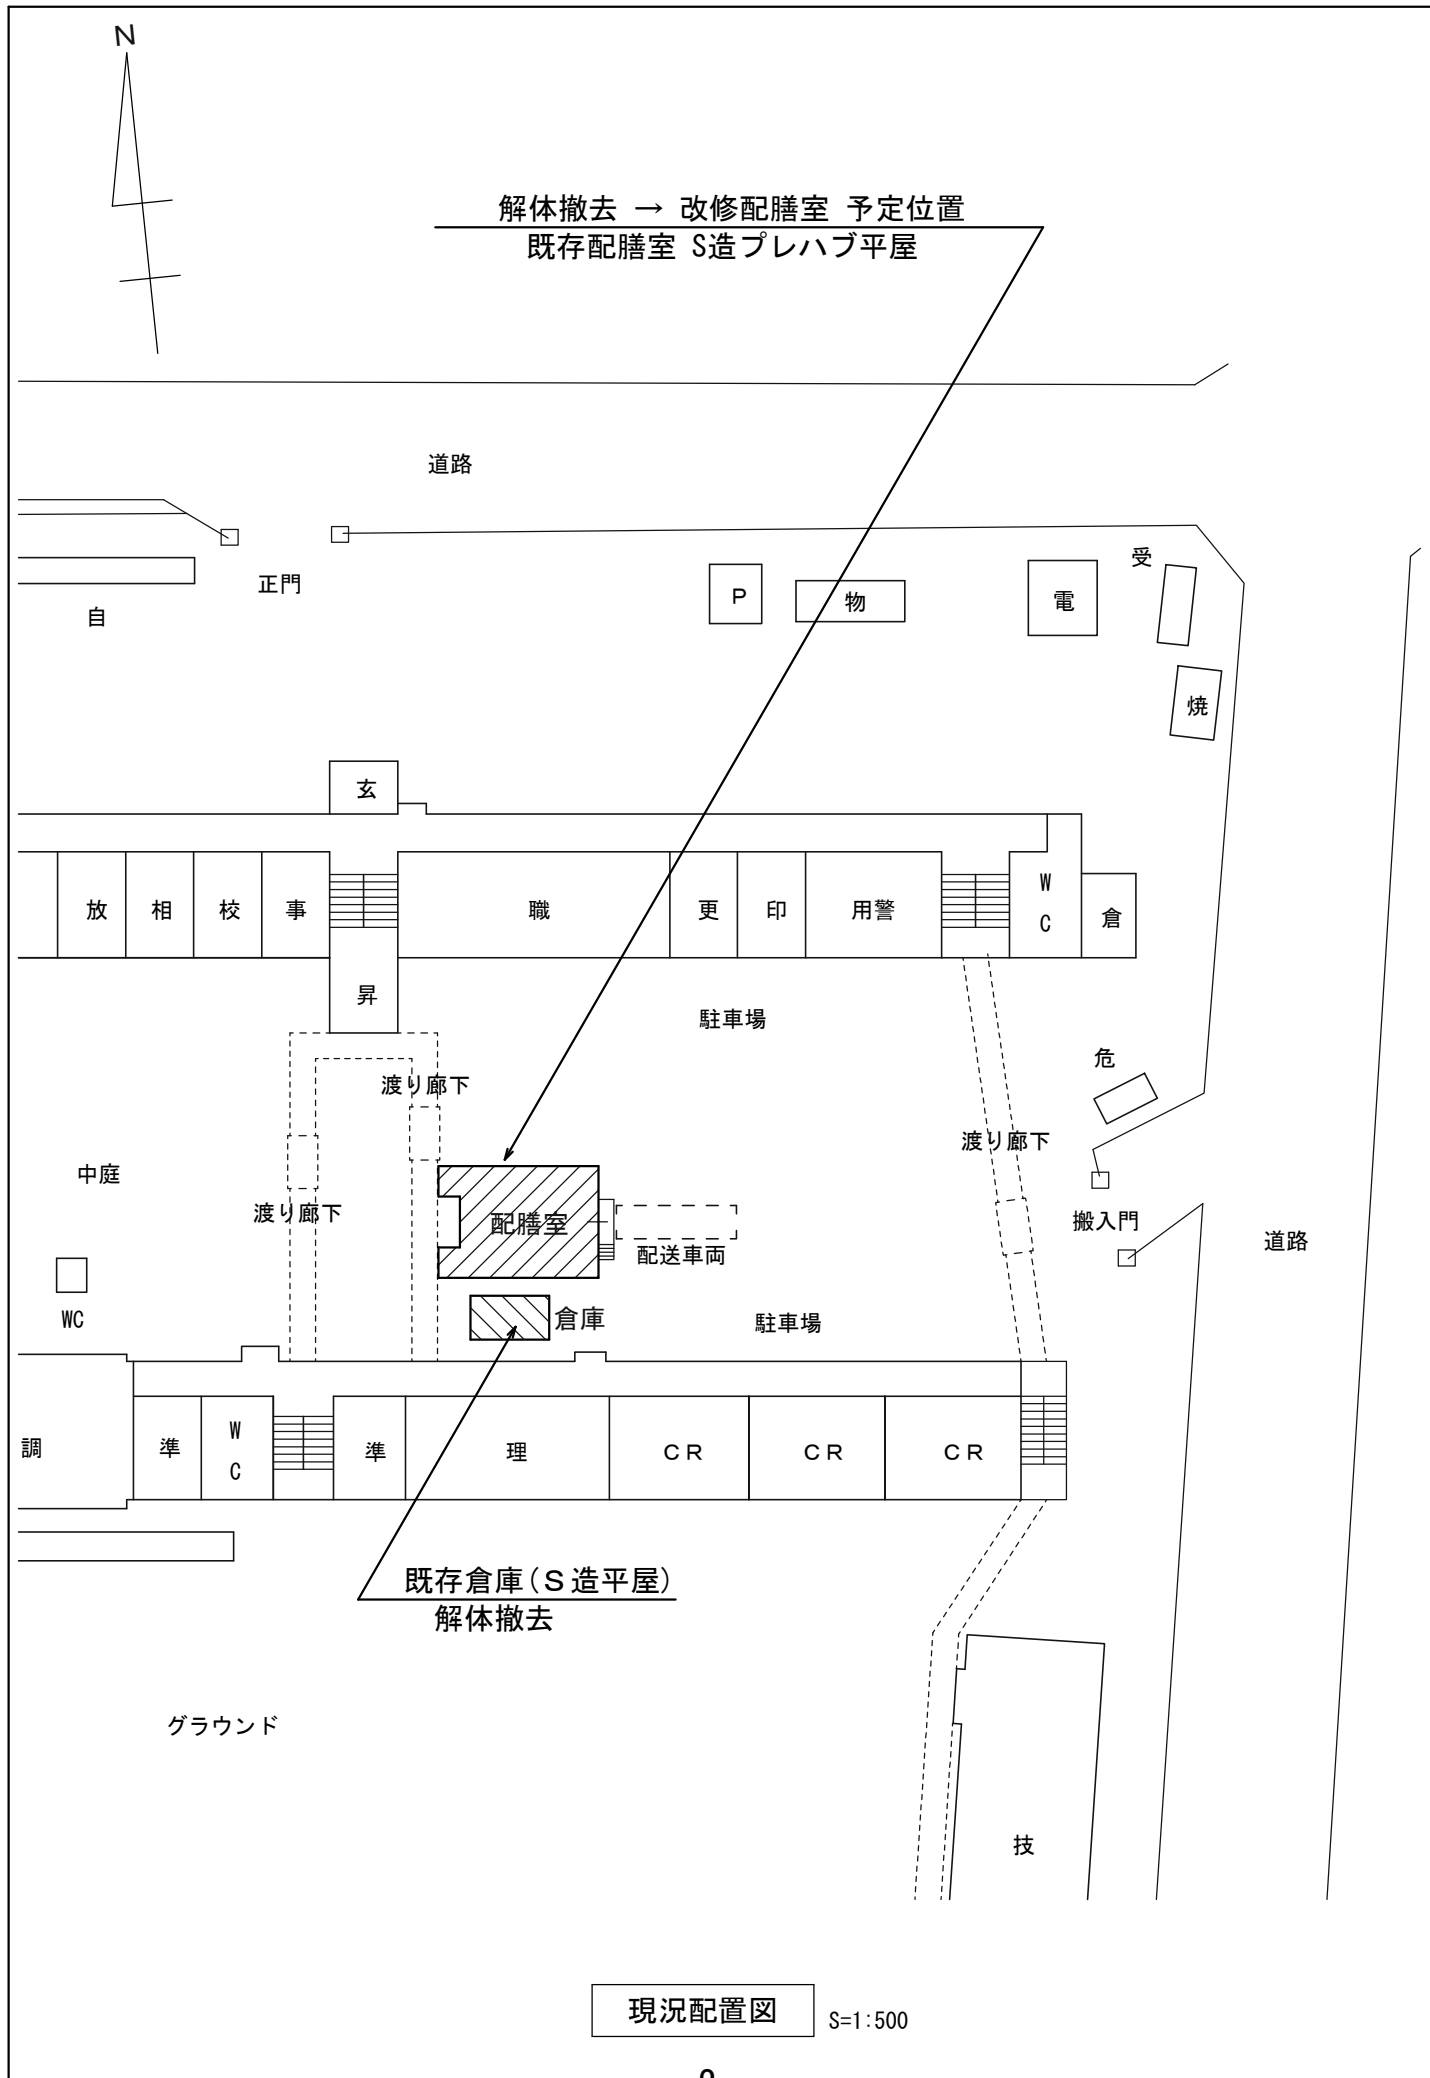 N
解体撤去 → 改修配膳室 予定位置
既存配膳室 S造プレハブ平屋
道路
正門
自
P
物
電
受
焼
玄
放
相
校
事
職
更
印
用警
W
C
倉
昇
駐車場
渡り廊下
危
中庭
渡り廊下
渡り廊下
配膳室
搬入門
道路
配送車両
WC
倉庫
駐車場
調
準
W
C
準
理
CR
CR
CR
既存倉庫(S造平屋)
解体撤去
グラウンド
技
現況配置図
S=1:500